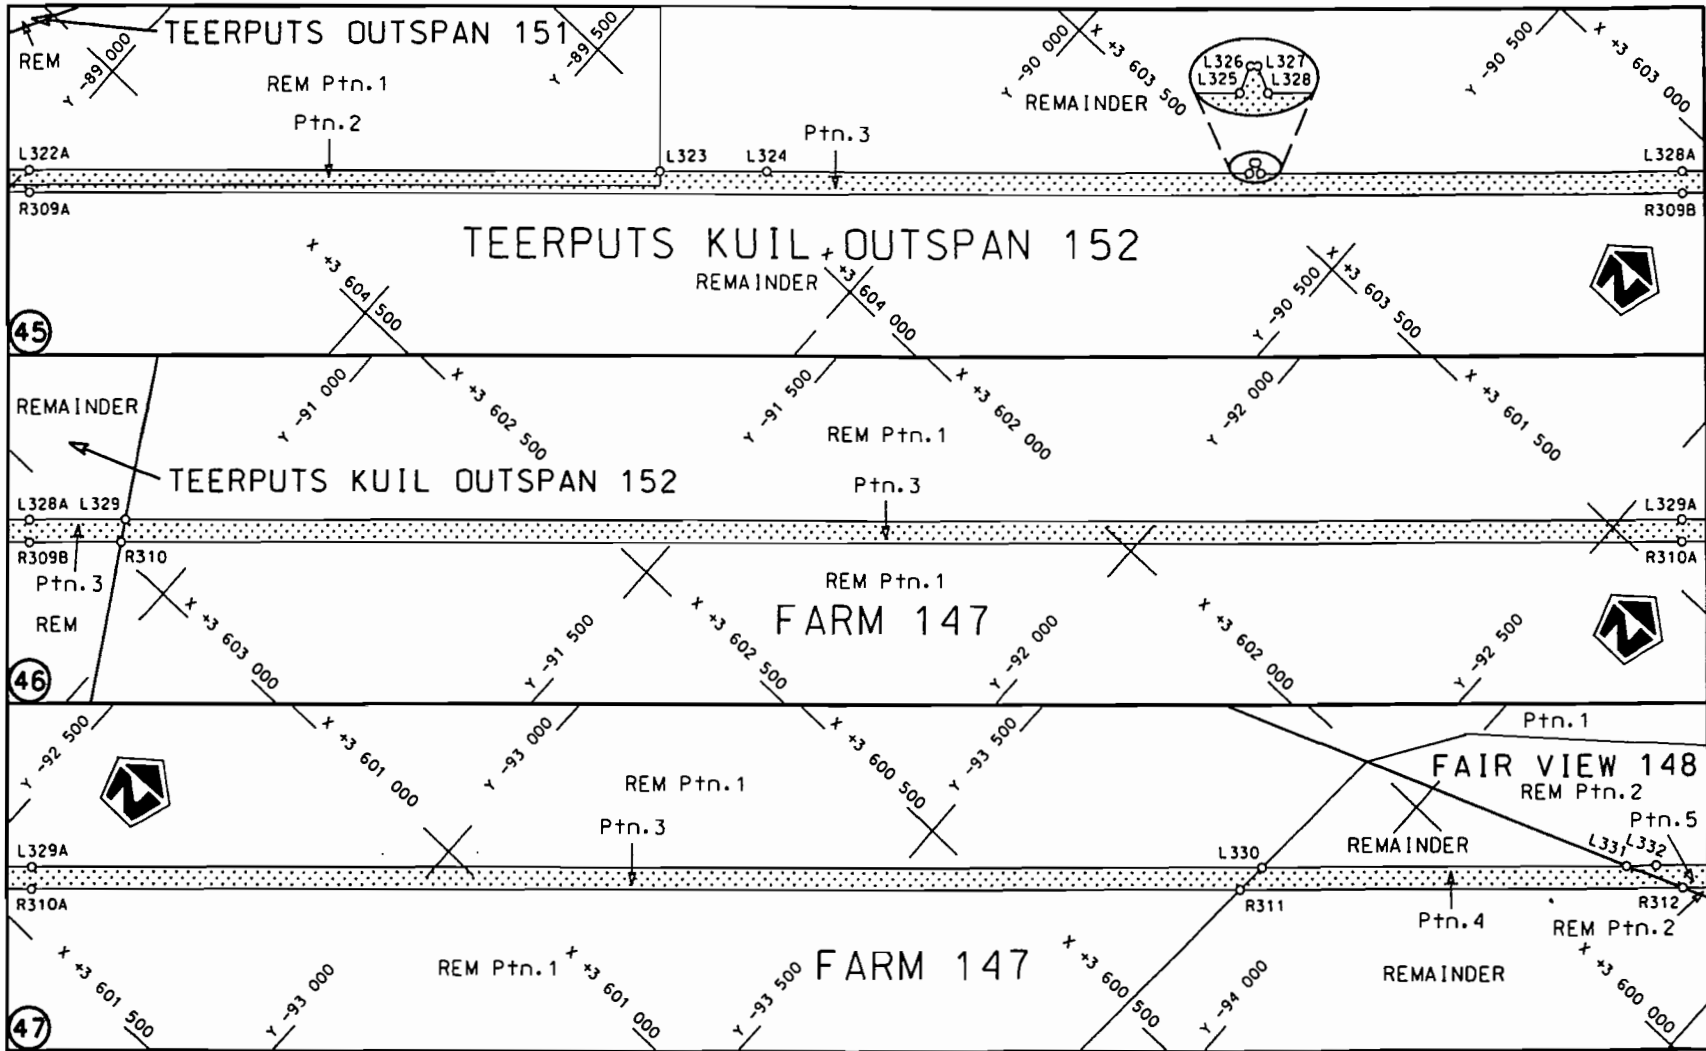 TEERPUTS OUTSPAN 151
REM
Y -89 000
REM Ptn.1
Y -89 500
Ptn.2
Y -90 000
X +3 603 500
REMAINDER
L326 L327
L325 L328
Y -90 500
X +3 603 000
Ptn.3
L322A
L323
L324
L328A
R309A
R309B
TEERPUTS KUIL OUTSPAN 152
REMAINDER
X +3 604 500
X +3 604 000
Y -90 500
X +3 603 500
45
REMAINDER
Y -91 000
X +3 602 500
Y -91 500
X +3 602 000
Y -92 000
X +3 601 500
REM Ptn.1
TEERPUTS KUIL OUTSPAN 152
Ptn.3
L328A L329
L329A
R309B
R310
R310A
Ptn.3
REM Ptn.1
REM
FARM 147
X +3 603 000
Y -91 500
X +3 602 500
Y -92 000
X +3 602 000
Y -92 500
46
Y -92 500
X +3 601 000
Y -93 000
X +3 600 500
Y -93 500
Ptn.1
FAIR VIEW 148
REM Ptn.2
REM Ptn.1
Ptn.3
Ptn.5
REMAINDER
L329A
L330
L331
L332
R310A
R311
R312
Ptn.4
REM Ptn.2
REM Ptn.1
FARM 147
REMAINDER
X +3 601 500
Y -93 000
X +3 601 000
Y -93 500
X +3 600 500
Y -94 000
X +3 600 000
47